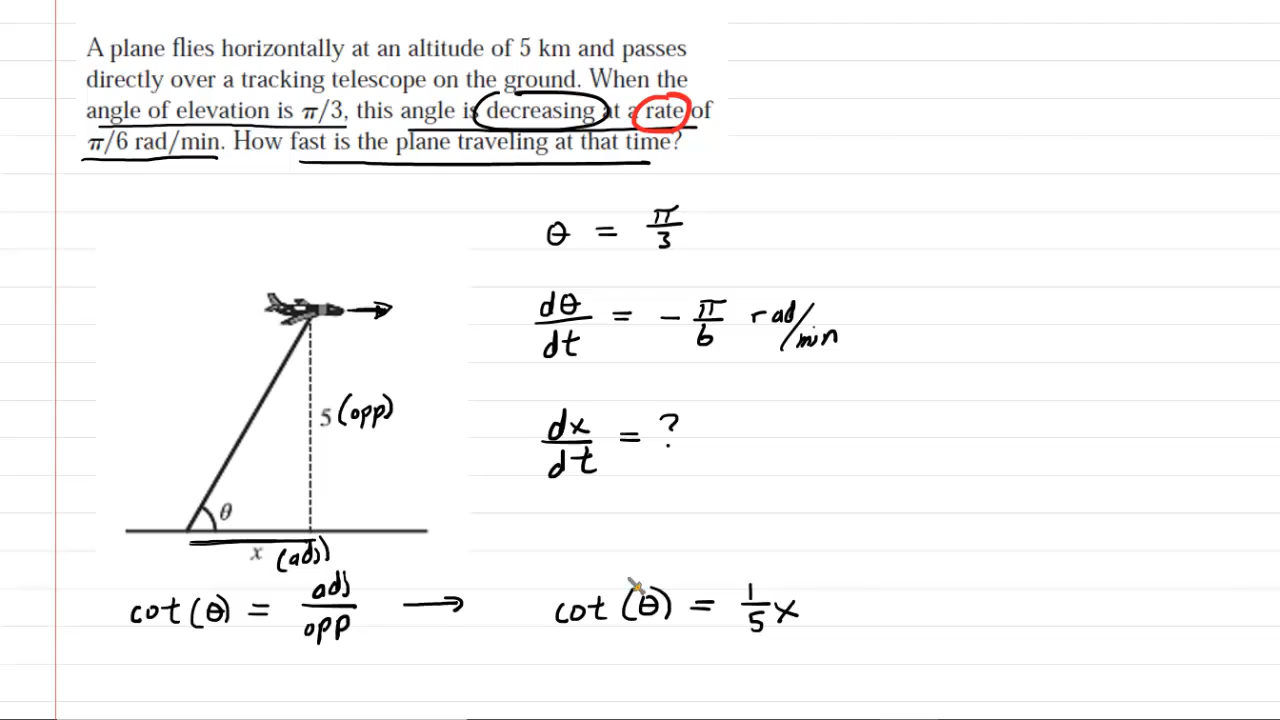 A plane flies horizontally at an altitude of 5 km and passes
directly over a tracking telescope on the ground. When the
angle of elevation is π/3, this angle is decreasing at a rate of
π/6 rad/min. How fast is the plane traveling at that time?
θ = π/3
dθ/dt = - π/6 rad/min
5 (opp)
dx/dt = ?
θ
x (adj)
cot(θ) = adj/opp → cot(θ) = 1/5 x